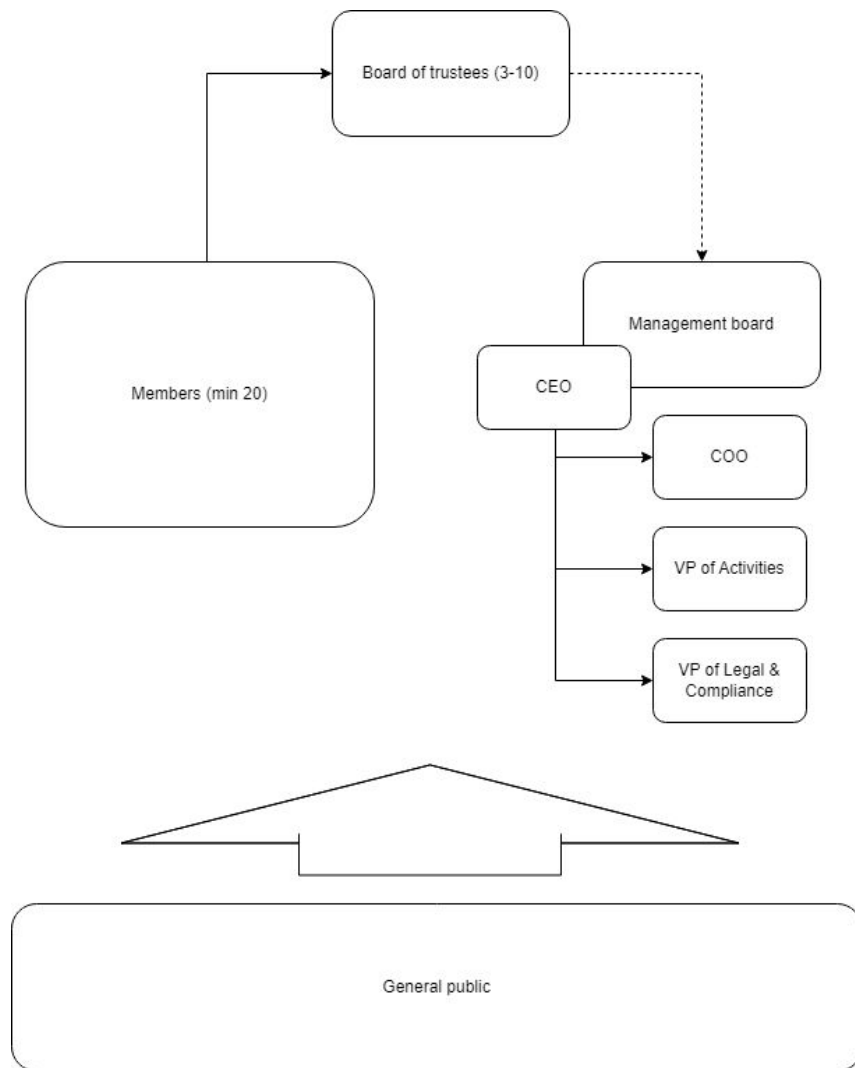 Board of trustees (3-10)
Management board
CEO
Members (min 20)
COO
VP of Activities
VP of Legal &
Compliance
General public